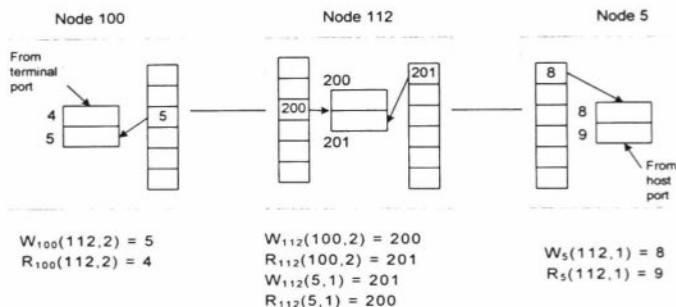 Node 100
Node 112
Node 5
From
terminal
port
4
5
5
200
200
201
201
8
8
9
From
host
port
W100(112,2) = 5
R100(112,2) = 4
W112(100,2) = 200
R112(100,2) = 201
W112(5,1) = 201
R112(5,1) = 200
W5(112,1) = 8
R5(112,1) = 9